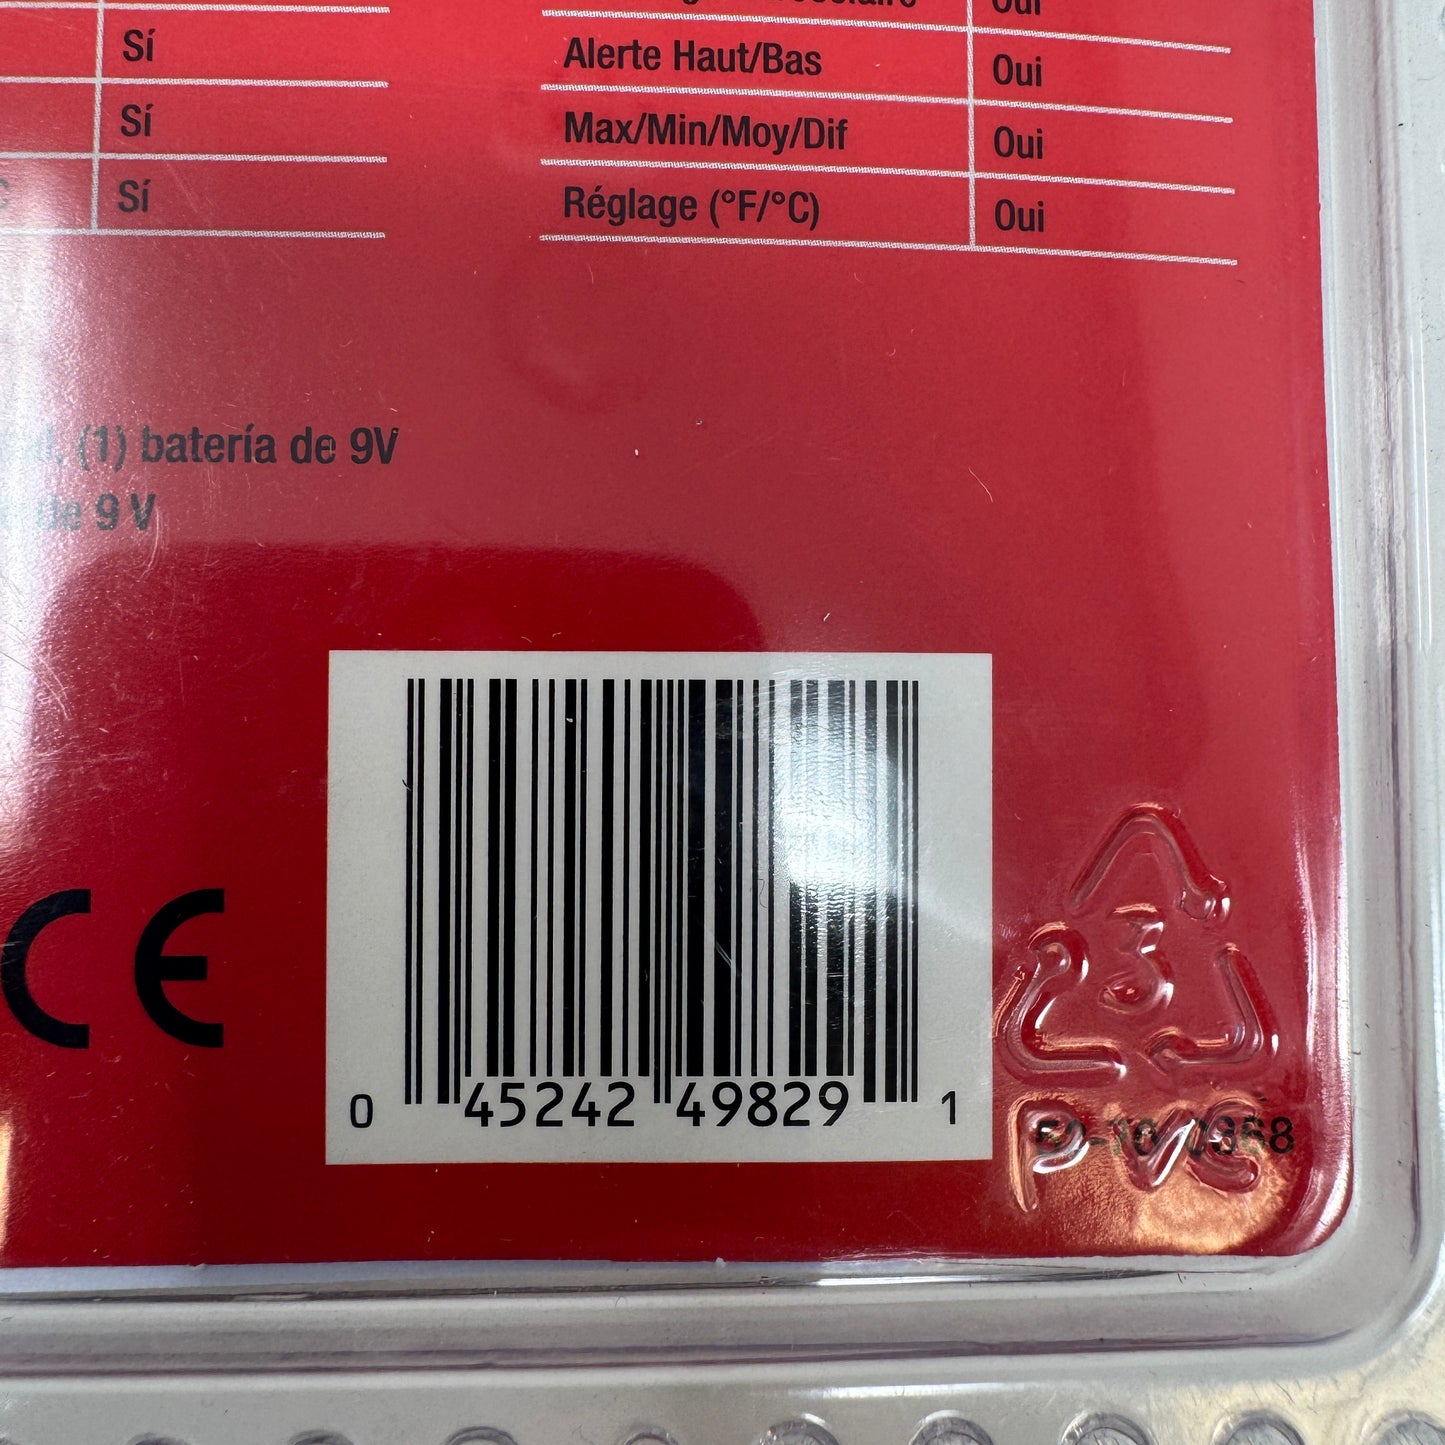 Oui
Sí
Alerte Haut/Bas Oui
Sí
Max/Min/Moy/Dif Oui
C Sí
Réglage (°F/°C) Oui
(1) batería de 9V
de 9 V
CE
3
0 45242 49829 1
PVC